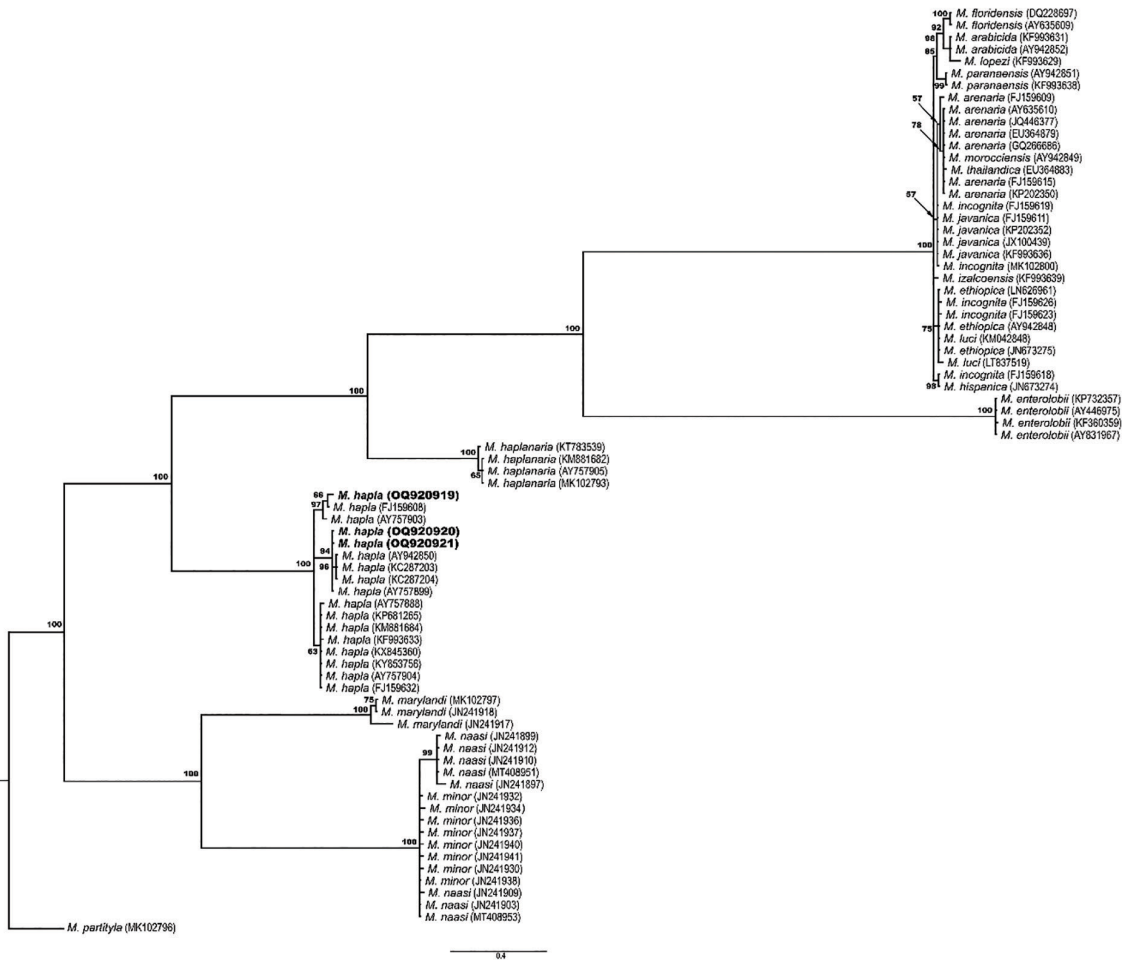 100
M. floridensis (DQ228697)
M. floridensis (AY635609)
92
M. arabicida (KF993631)
98
M. arabicida (AY942852)
85
M. lopezi (KF993629)
M. paranaensis (AY942851)
99
M. paranaensis (KF993638)
57
M. arenaria (FJ159609)
M. arenaria (AY635610)
M. arenaria (JQ446377)
78
M. arenaria (EU364879)
M. arenaria (GQ266686)
M. morocciensis (AY942849)
M. thailandica (EU364883)
M. arenaria (FJ159615)
M. arenaria (KP202350)
57
M. incognita (FJ159619)
M. javanica (FJ159611)
M. javanica (KP202352)
M. javanica (JX100439)
100
M. javanica (KF993636)
M. incognita (MK102800)
M. izalcoensis (KF993639)
M. ethiopica (LN626961)
M. incognita (FJ159626)
M. incognita (FJ159623)
75
M. ethiopica (AY942848)
M. luci (KM042848)
M. ethiopica (JN673275)
M. luci (LT837519)
M. incognita (FJ159618)
98
M. hispanica (JN673274)
100
M. enterolobii (KP732357)
100
M. enterolobii (AY446975)
M. enterolobii (KF360359)
M. enterolobii (AY831967)
100
100
M. haplanaria (KT783539)
M. haplanaria (KM881682)
65
M. haplanaria (AY757905)
M. haplanaria (MK102793)
100
66
M. hapla (OQ920919)
97
M. hapla (FJ159608)
M. hapla (AY757903)
M. hapla (OQ920920)
M. hapla (OQ920921)
94
M. hapla (AY942850)
96
M. hapla (KC287203)
100
M. hapla (KC287204)
M. hapla (AY757899)
M. hapla (AY757888)
M. hapla (KP681265)
M. hapla (KM881684)
M. hapla (KF993633)
63
M. hapla (KX845360)
M. hapla (KY853756)
M. hapla (AY757904)
M. hapla (FJ159632)
100
75
M. marylandi (MK102797)
100
M. marylandi (JN241918)
M. marylandi (JN241917)
M. naasi (JN241899)
99
M. naasi (JN241912)
M. naasi (JN241910)
M. naasi (MT408951)
M. naasi (JN241897)
100
M. minor (JN241932)
M. minor (JN241934)
M. minor (JN241936)
M. minor (JN241937)
100
M. minor (JN241940)
M. minor (JN241941)
M. minor (JN241930)
M. minor (JN241938)
M. naasi (JN241909)
M. naasi (JN241903)
M. naasi (MT408953)
M. partityla (MK102796)
0.4